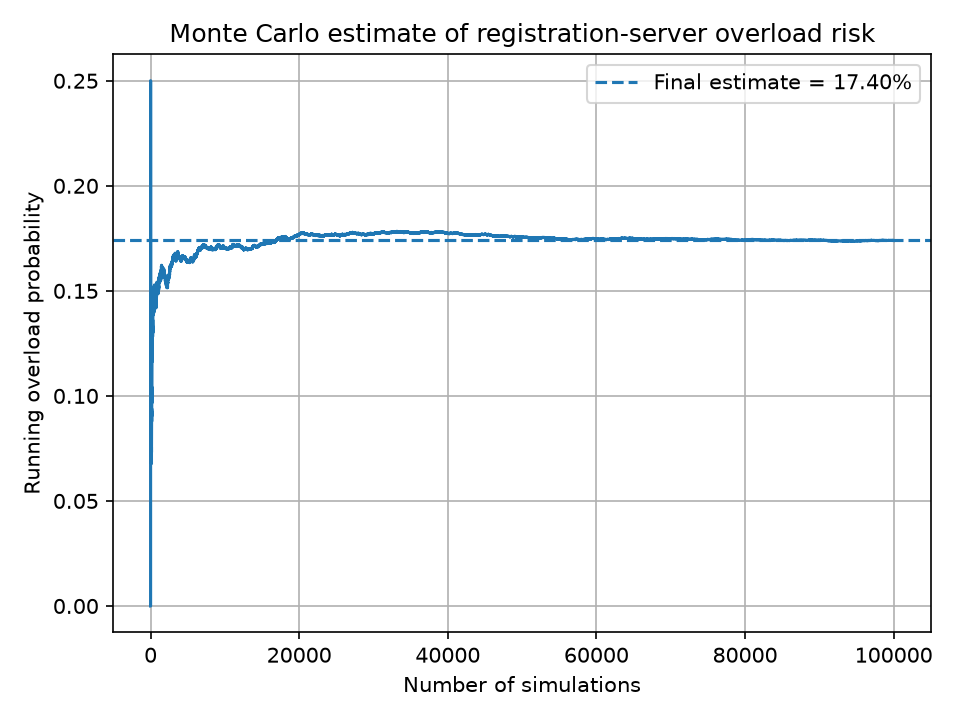 Monte Carlo estimate of registration-server overload risk
Final estimate = 17.40%
Running overload probability
0.25
0.20
0.15
0.10
0.05
0.00
0 20000 40000 60000 80000 100000
Number of simulations